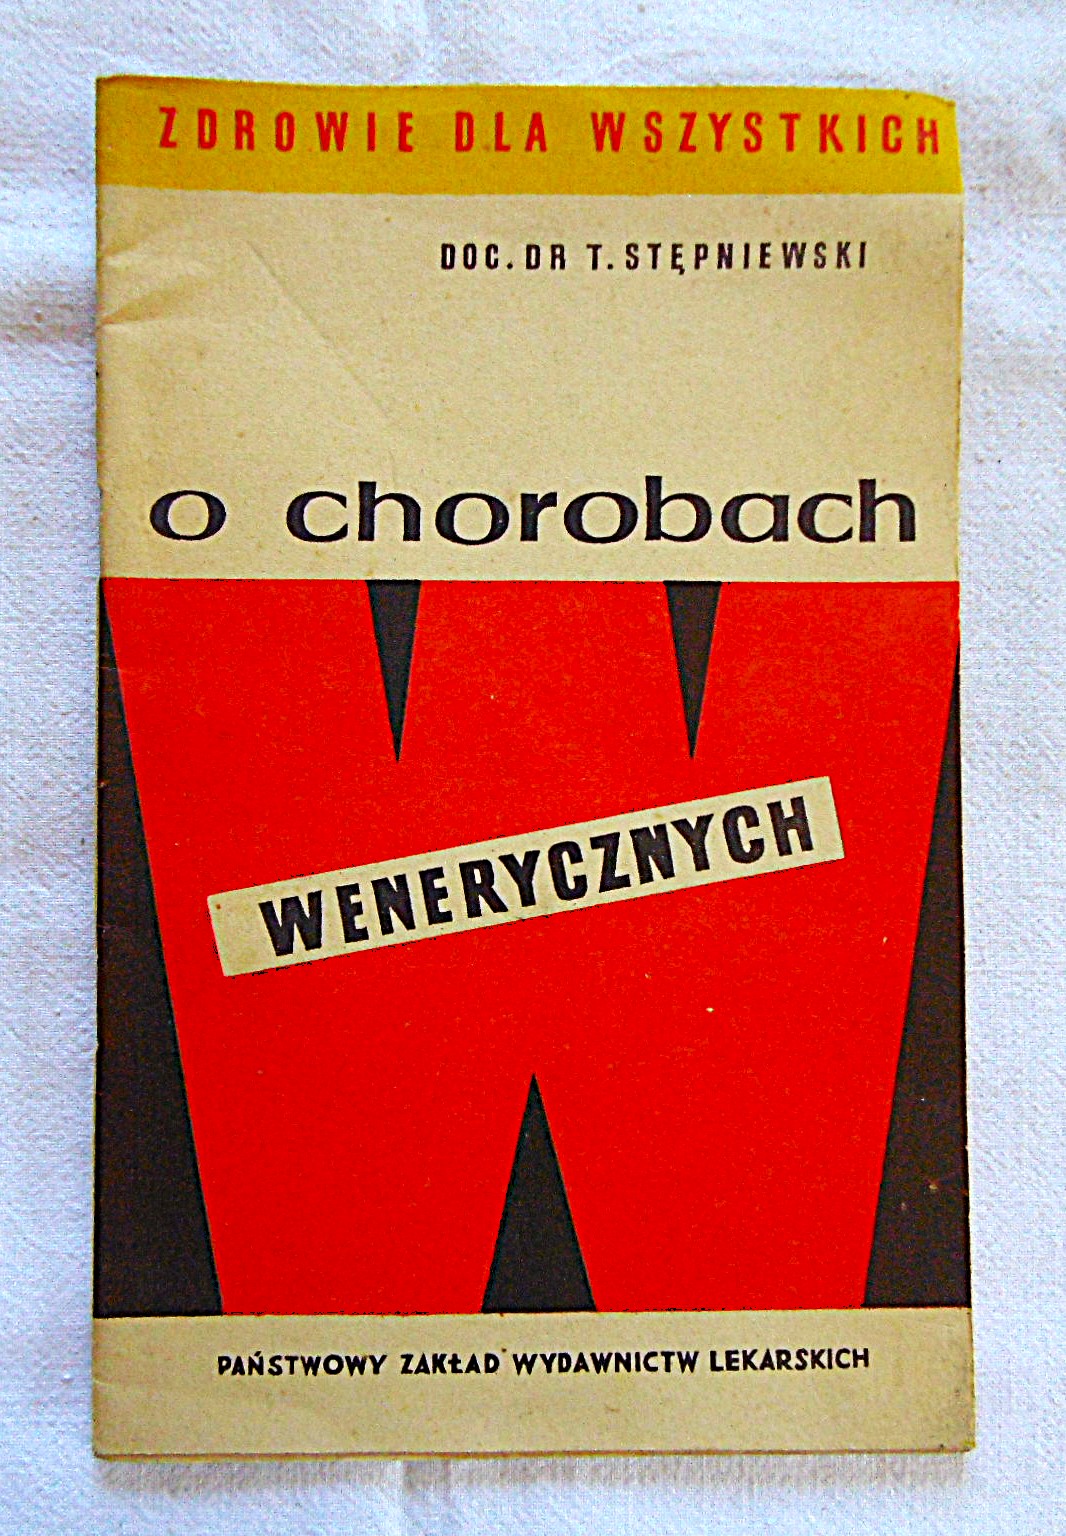 ZDROWIE DLA WSZYSTKICH
DOC. DR T. STĘPNIEWSKI
o chorobach
W
WENERYCZNYCH
PAŃSTWOWY ZAKŁAD WYDAWNICTW LEKARSKICH